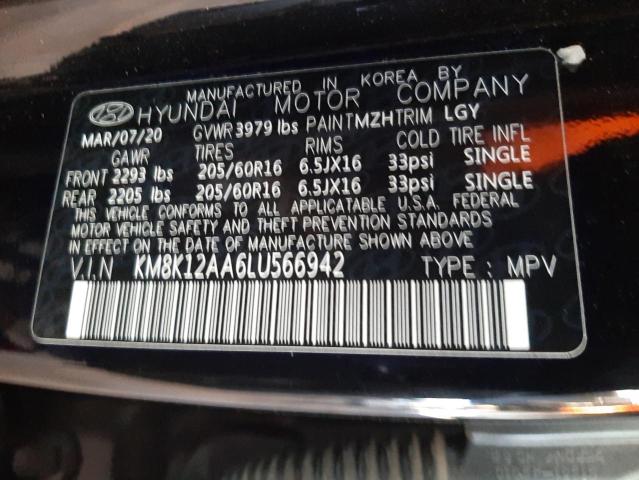 MANUFACTURED IN KOREA BY
HYUNDAI MOTOR COMPANY
MAR/07/20 GVWR 3979 lbs PAINT MZH TRIM LGY
GAWR TIRES RIMS COLD TIRE INFL
FRONT 2293 lbs 205/60R16 6.5JX16 33psi SINGLE
REAR 2205 lbs 205/60R16 6.5JX16 33psi SINGLE
THIS VEHICLE CONFORMS TO ALL APPLICATABLE U.S.A. FEDERAL
MOTOR VEHICLE SAFETY AND THEFT PREVENTION STANDARDS
IN EFFECT ON THE DATE OF MANUFACTURE SHOWN ABOVE.
V.I.N KM8K12AA6LU566942 TYPE : MPV